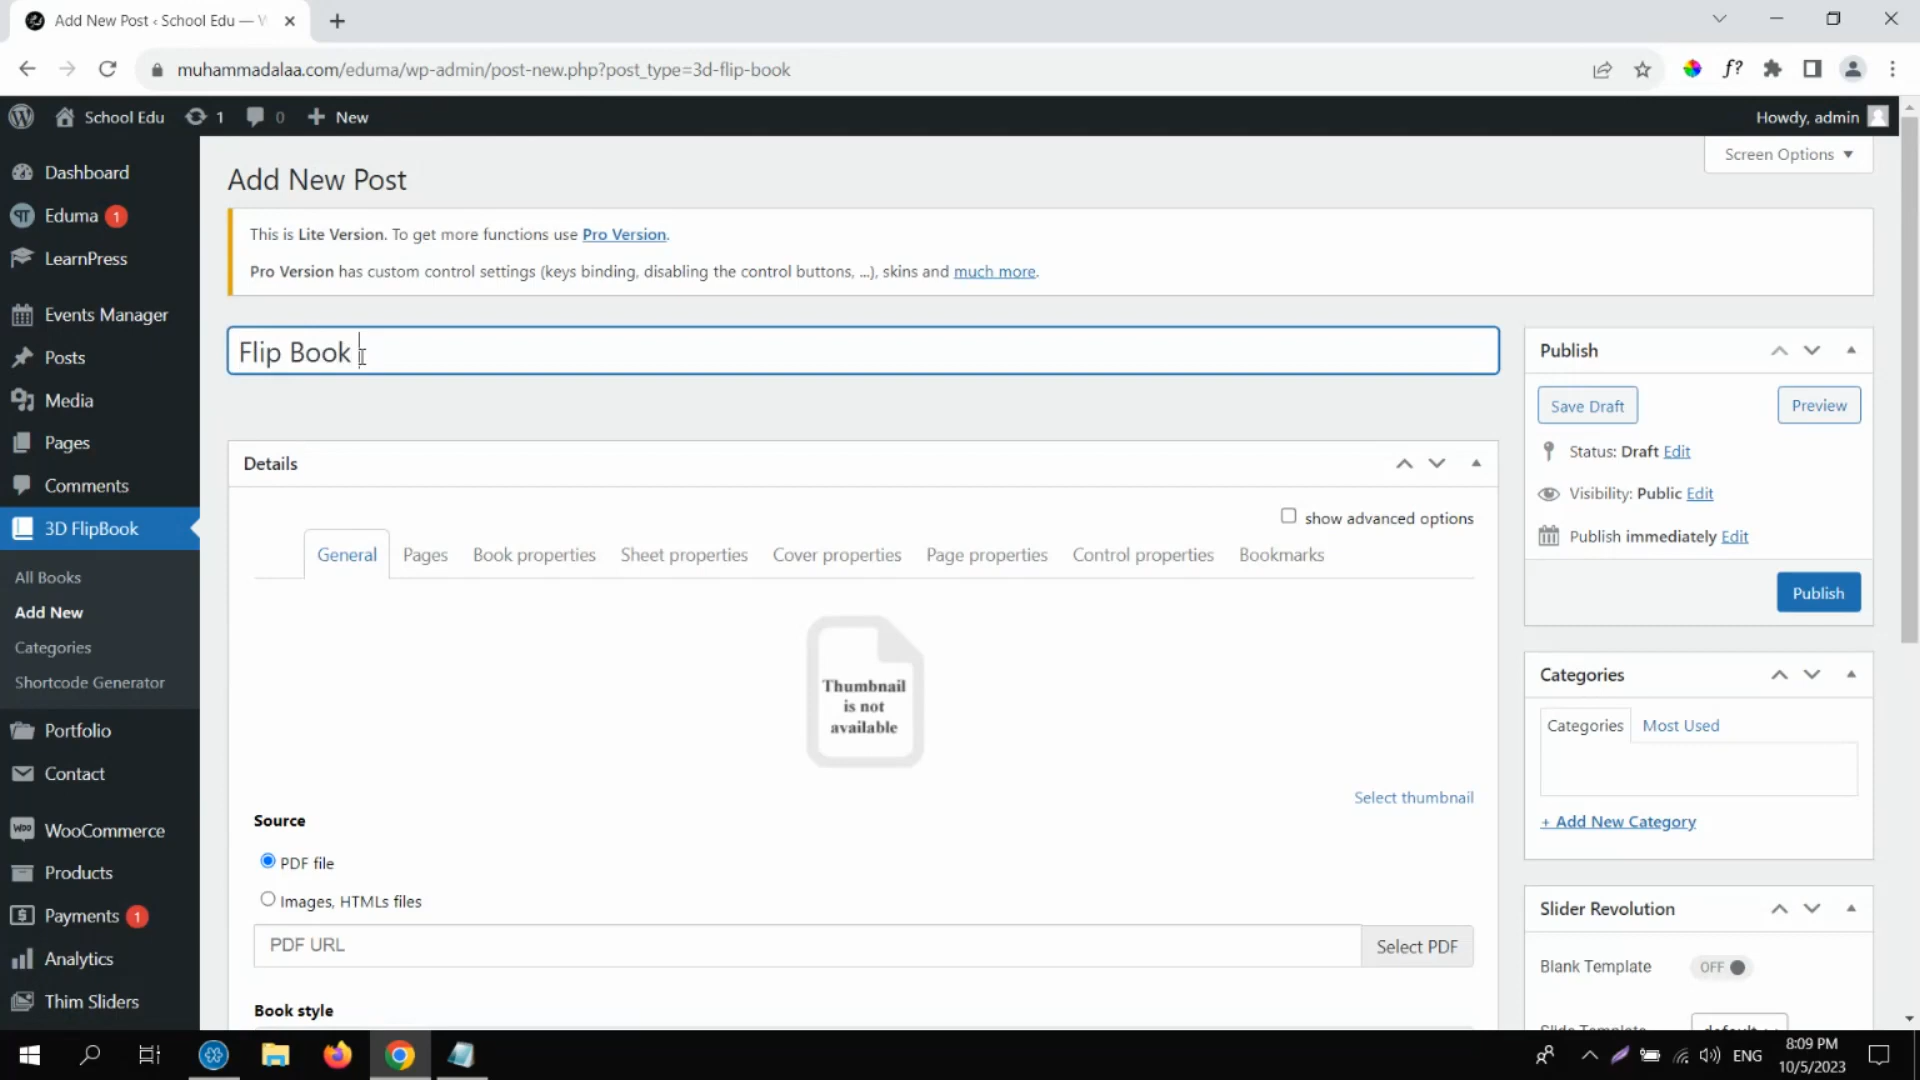 Add New Post ‹ School Edu — W
muhammadalaa.com/eduma/wp-admin/post-new.php?post_type=3d-flip-book
f?
School Edu 1 0 New
Howdy, admin
Screen Options
Dashboard
Eduma 1
LearnPress
Events Manager
Posts
Media
Pages
Comments
3D FlipBook
All Books
Add New
Categories
Shortcode Generator
Portfolio
Contact
WooCommerce
Products
Payments 1
Analytics
Thim Sliders
Add New Post
This is Lite Version. To get more functions use Pro Version.
Pro Version has custom control settings (keys binding, disabling the control buttons, ...), skins and much more.
Flip Book
Details
show advanced options
General Pages Book properties Sheet properties Cover properties Page properties Control properties Bookmarks
Thumbnail
is not
available
Select thumbnail
Source
PDF file
Images, HTMLs files
PDF URL
Select PDF
Book style
Publish
Save Draft
Preview
Status: Draft Edit
Visibility: Public Edit
Publish immediately Edit
Publish
Categories
Categories Most Used
+ Add New Category
Slider Revolution
Blank Template OFF
Slide Template default
ENG
8:09 PM
10/5/2023